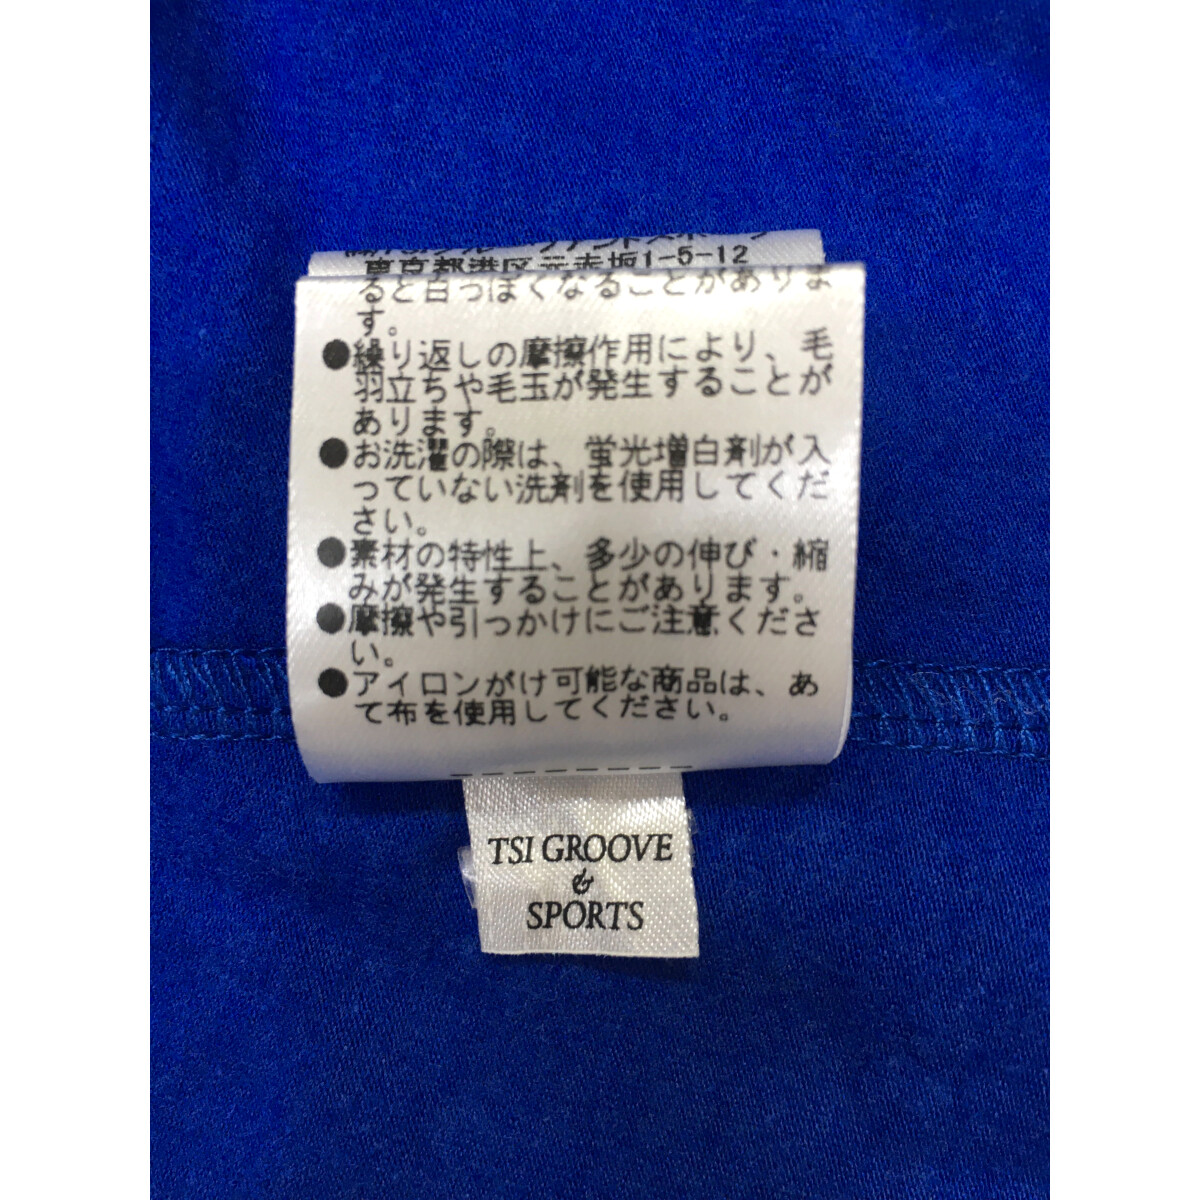 東京都港区元赤坂1-5-12
ると白っぽくなることがありま
す。
●繰り返しの摩擦作用により、毛
羽立ちや毛玉が発生することが
あります。
●お洗濯の際は、蛍光増白剤が入
っていない洗剤を使用してくだ
さい。
●素材の特性上、多少の伸び・縮
みが発生することがあります。
●摩擦や引っかけにご注意くださ
い。
●アイロンがけ可能な商品は、あ
て布を使用してください。
TSI GROOVE
&
SPORTS